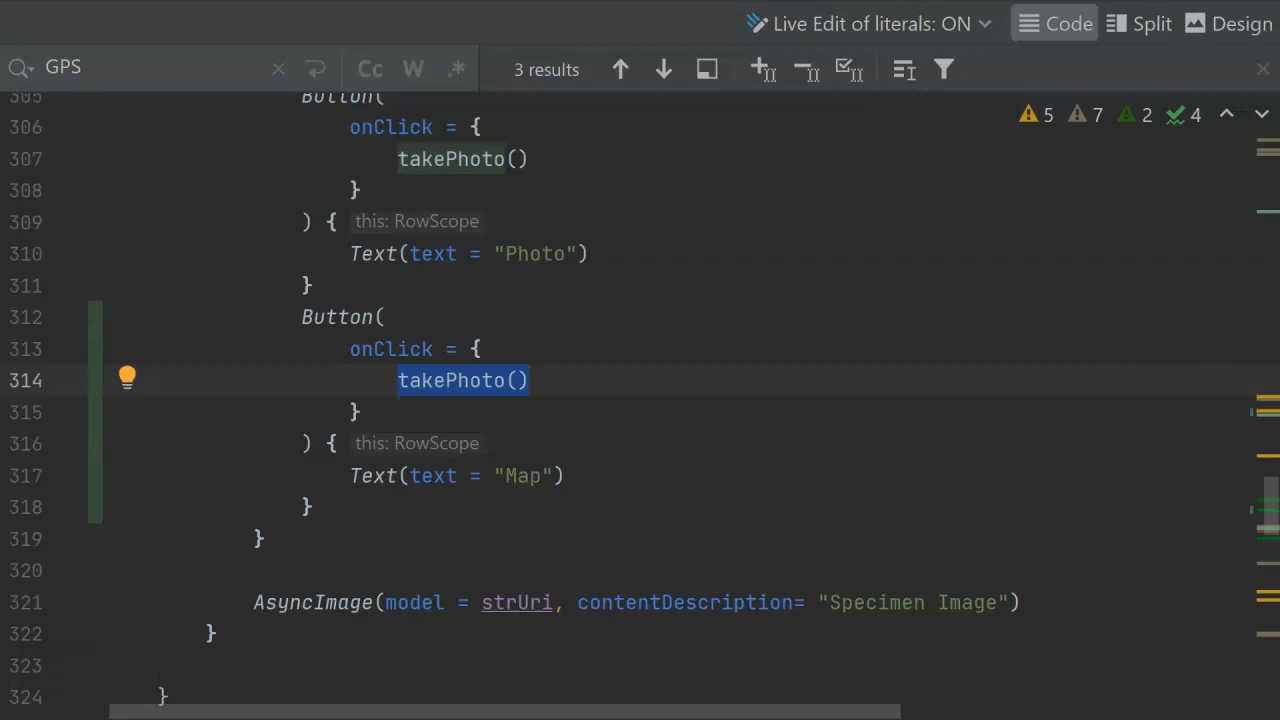 Live Edit of literals: ON Code Split Design
GPS Cc W .* 3 results
5 7 2 4
305 Button(
306 onClick = {
307 takePhoto()
308 }
309 ) { this: RowScope
310 Text(text = "Photo")
311 }
312 Button(
313 onClick = {
314 takePhoto()
315 }
316 ) { this: RowScope
317 Text(text = "Map")
318 }
319 }
320
321 AsyncImage(model = strUri, contentDescription= "Specimen Image")
322 }
323
324 }